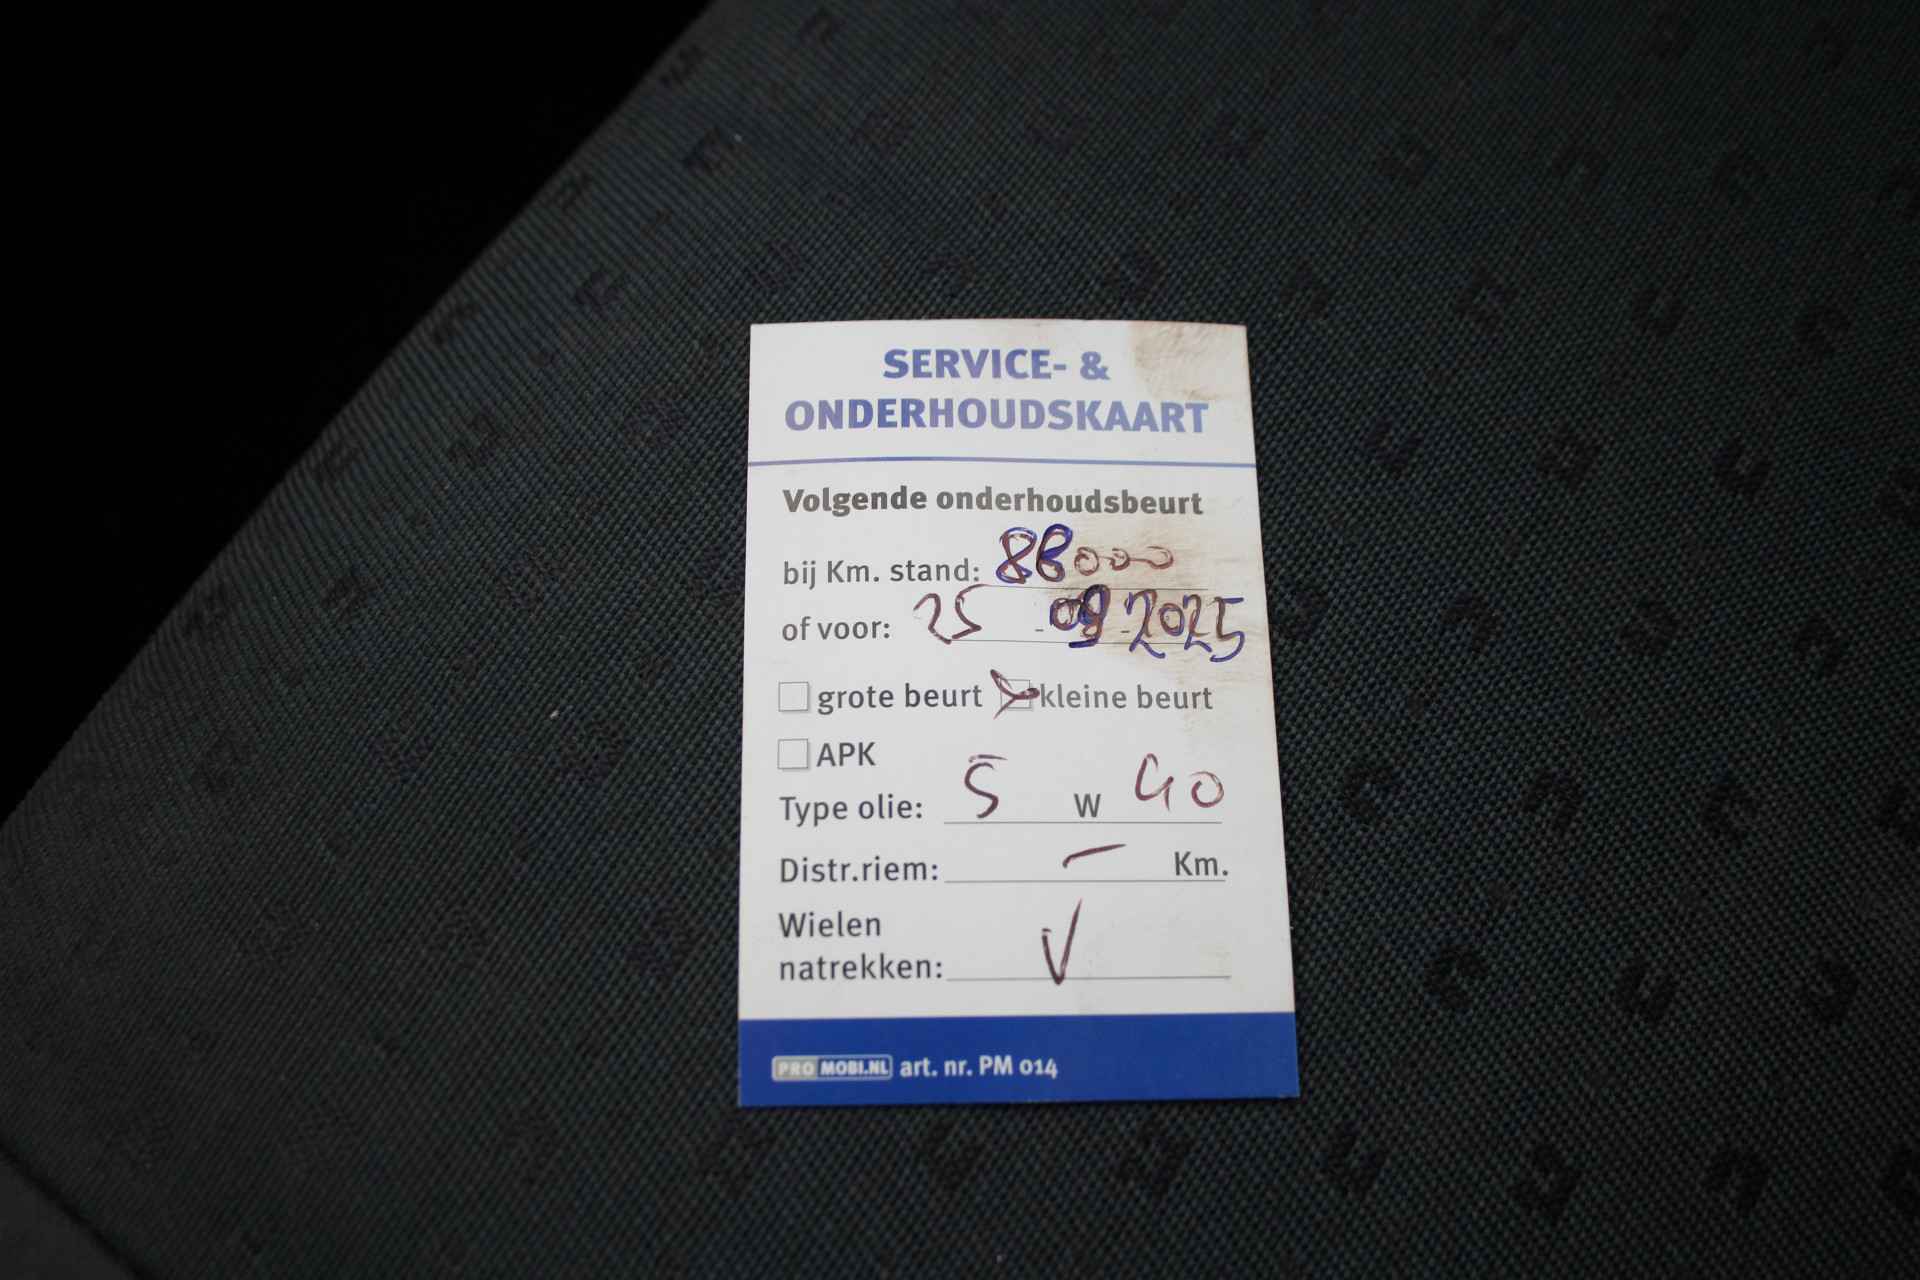 SERVICE- &
ONDERHOUDSKAART
Volgende onderhoudsbeurt
bij Km. stand: 88000
of voor: 25 - 09 - 2025
grote beurt kleine beurt
APK
Type olie: 5 W 40
Distr.riem: - Km.
Wielen
natrekken: V
PROMOBI.NL art. nr. PM 014